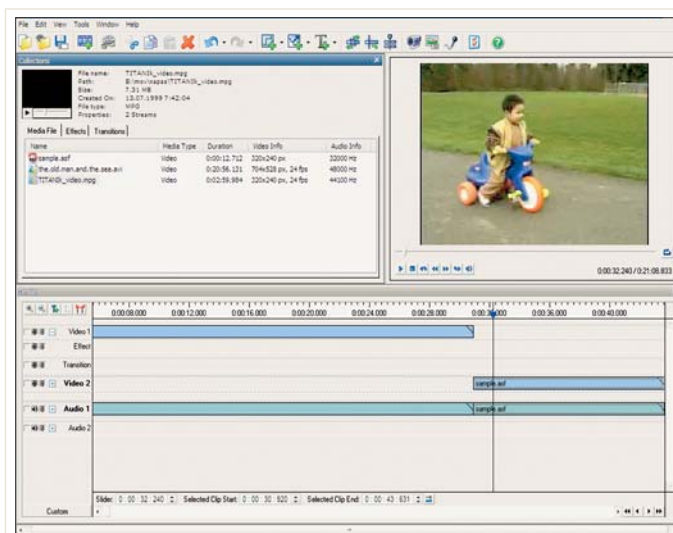 File Edit View Tools Window Help
Collections
File name: TITANIk_video.mpg
Path: E:\mov\kapas\TITANIk_video.mpg
Size: 7.31 MB
Created On: 13.07.1999 7:42:04
File type: MPG
Properties: 2 Streams
Media File Effects Transitions
Name Media Type Duration Video Info Audio Info
sample.asf Video 0:00:12.712 320x240 px 32000 Hz
the.old.man.and.the.sea.avi Video 0:20:56.131 704x528 px, 24 fps 48000 Hz
TITANIk_video.mpg Video 0:02:59.984 320x240 px, 24 fps 44100 Hz
0:00:32.240 / 0:21:08.833
0:00:08.000 0:00:12.000 0:00:16.000 0:00:20.000 0:00:24.000 0:00:28.000 0:00:36.000 0:00:40.000
Video 1
Effect
Transition
Video 2 sample.asf
Audio 1 sample.asf
Audio 2
Slider: 0 : 00 : 32 : 240 Selected Clip Start: 0 : 00 : 30 : 920 Selected Clip End: 0 : 00 : 43 : 631
Custom